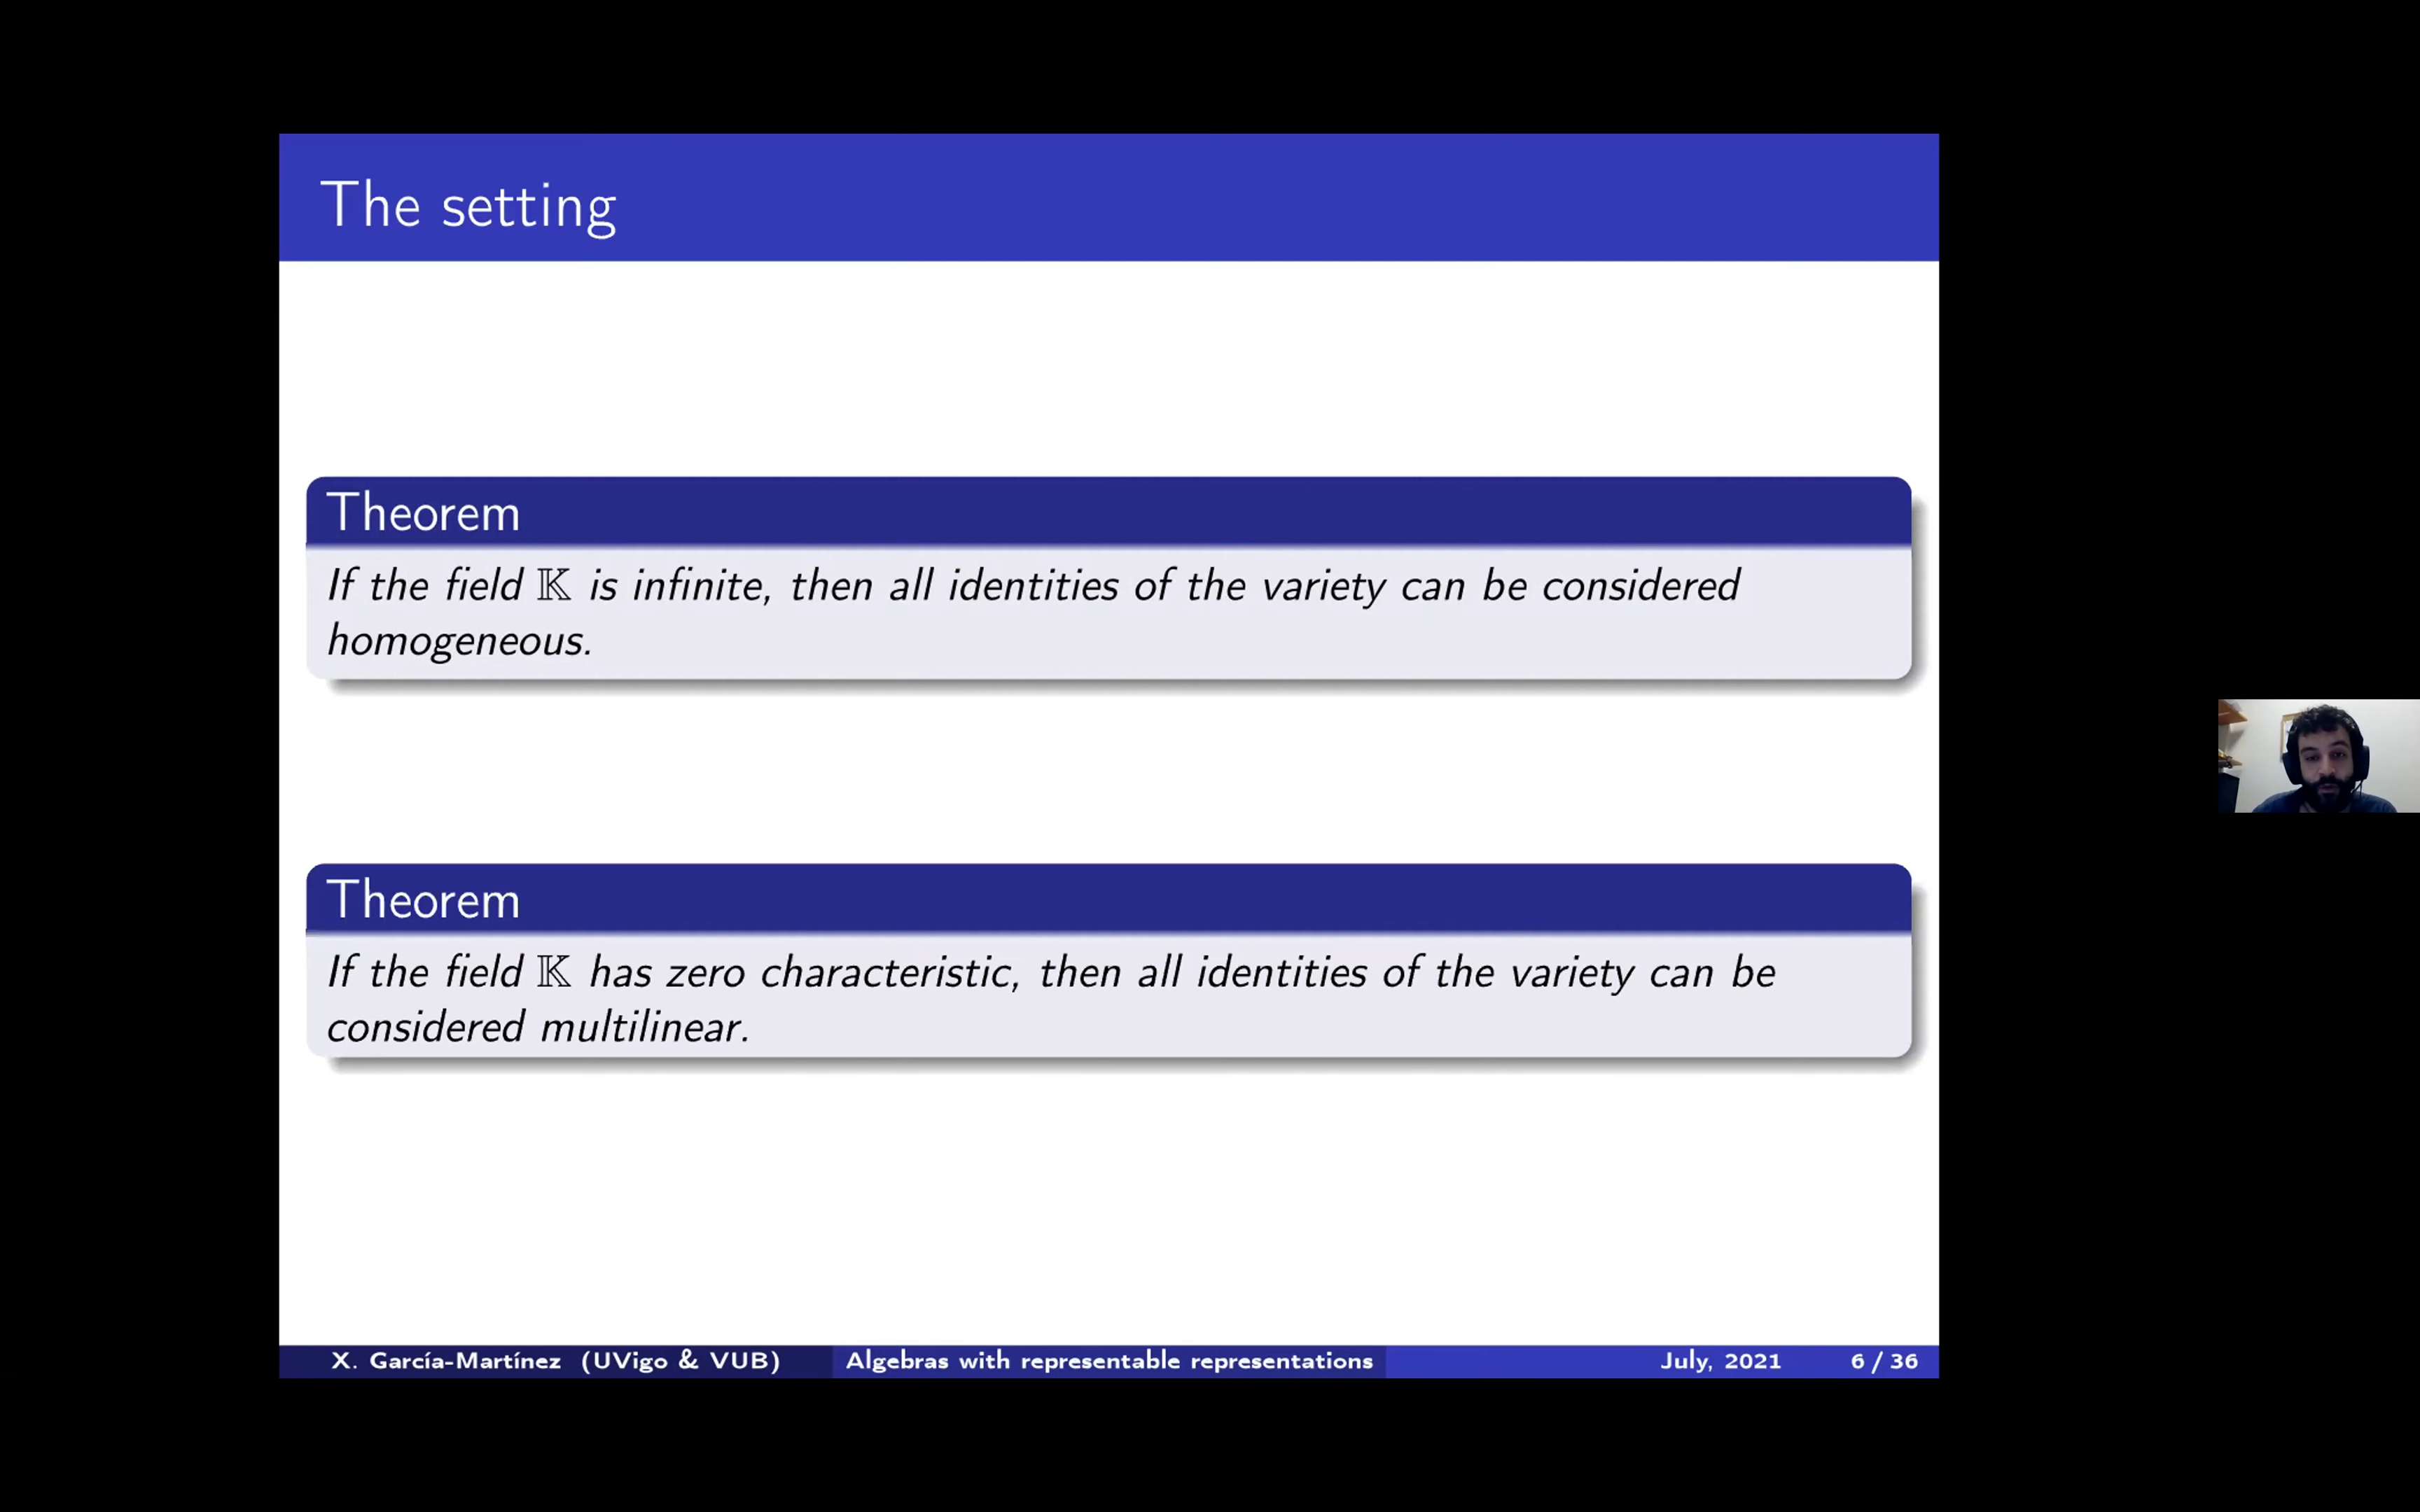 The setting
Theorem
If the field 𝕂 is infinite, then all identities of the variety can be considered
homogeneous.
Theorem
If the field 𝕂 has zero characteristic, then all identities of the variety can be
considered multilinear.
X. García-Martínez (UVigo & VUB) Algebras with representable representations July, 2021 6 / 36